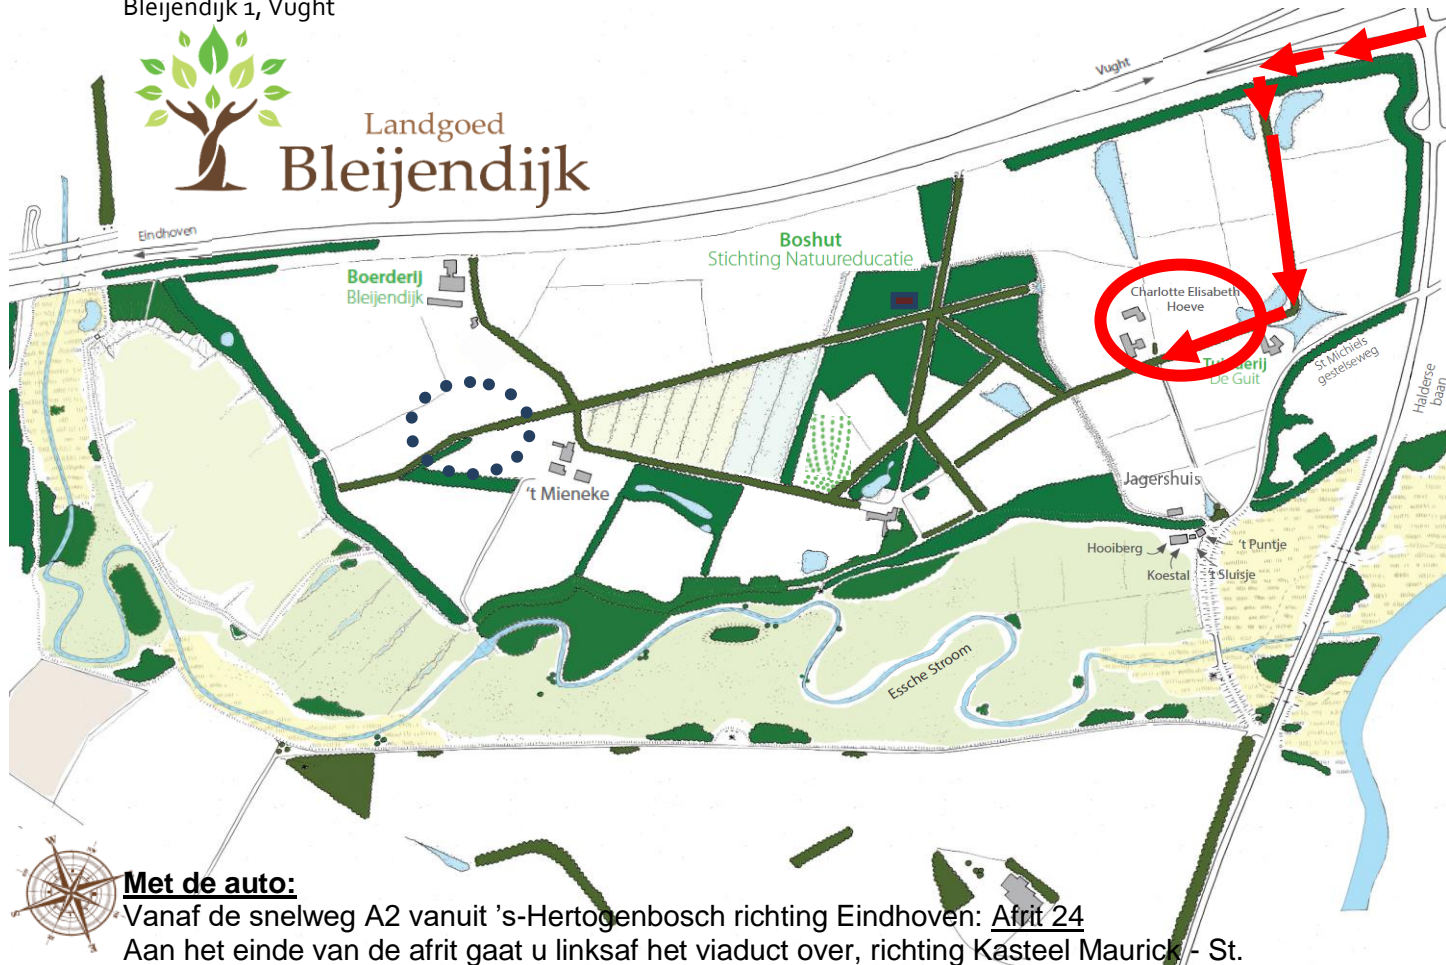 Bleijendijk 1, Vught
Landgoed
Bleijendijk
Vught
Eindhoven
Boerderij
Bleijendijk
Boshut
Stichting Natuureducatie
Charlotte Elisabeth
Hoeve
De Guit
St Michiels
gestelseweg
Halderse
baan
't Mieneke
Jagershuis
Hooiberg
't Puntje
Koestal
't Sluisje
Essche Stroom
Met de auto:
Vanaf de snelweg A2 vanuit 's-Hertogenbosch richting Eindhoven: Afrit 24
Aan het einde van de afrit gaat u linksaf het viaduct over, richting Kasteel Maurick - St.